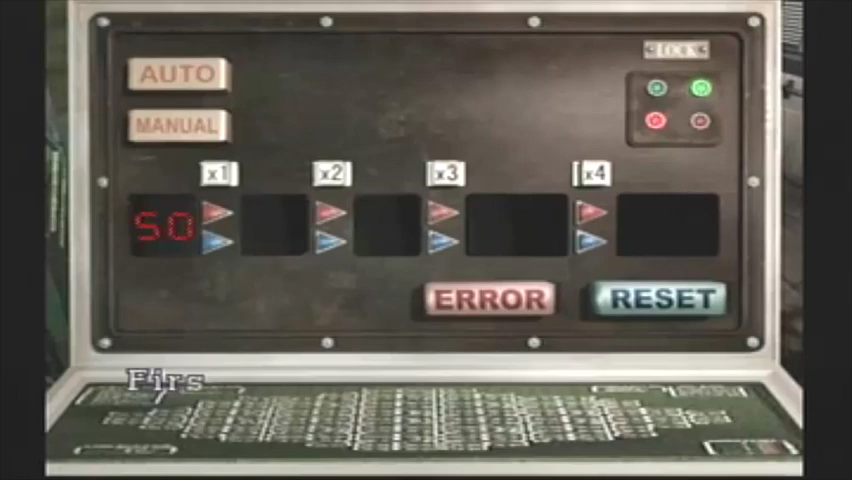 LOCK
AUTO
MANUAL
x1 x2 x3 x4
50
ERROR RESET
Firs